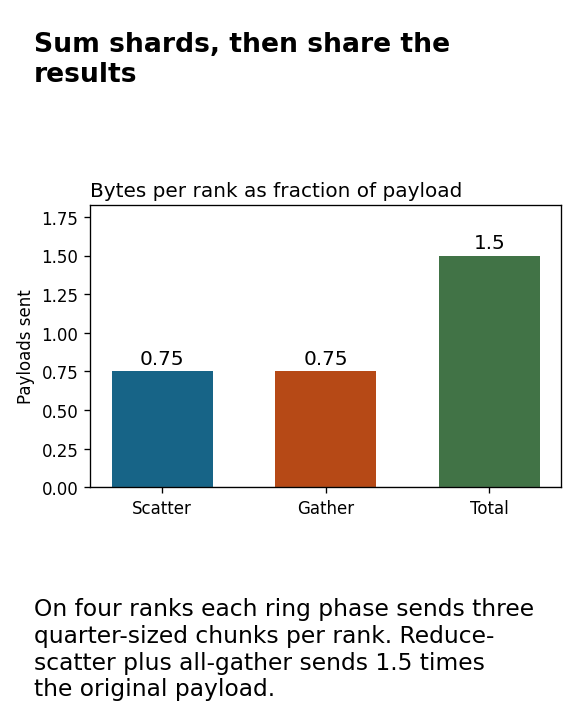 Sum shards, then share the
results
Bytes per rank as fraction of payload
Payloads sent
1.75
1.50
1.25
1.00
0.75
0.50
0.25
0.00
0.75
0.75
1.5
Scatter
Gather
Total
On four ranks each ring phase sends three
quarter-sized chunks per rank. Reduce-
scatter plus all-gather sends 1.5 times
the original payload.